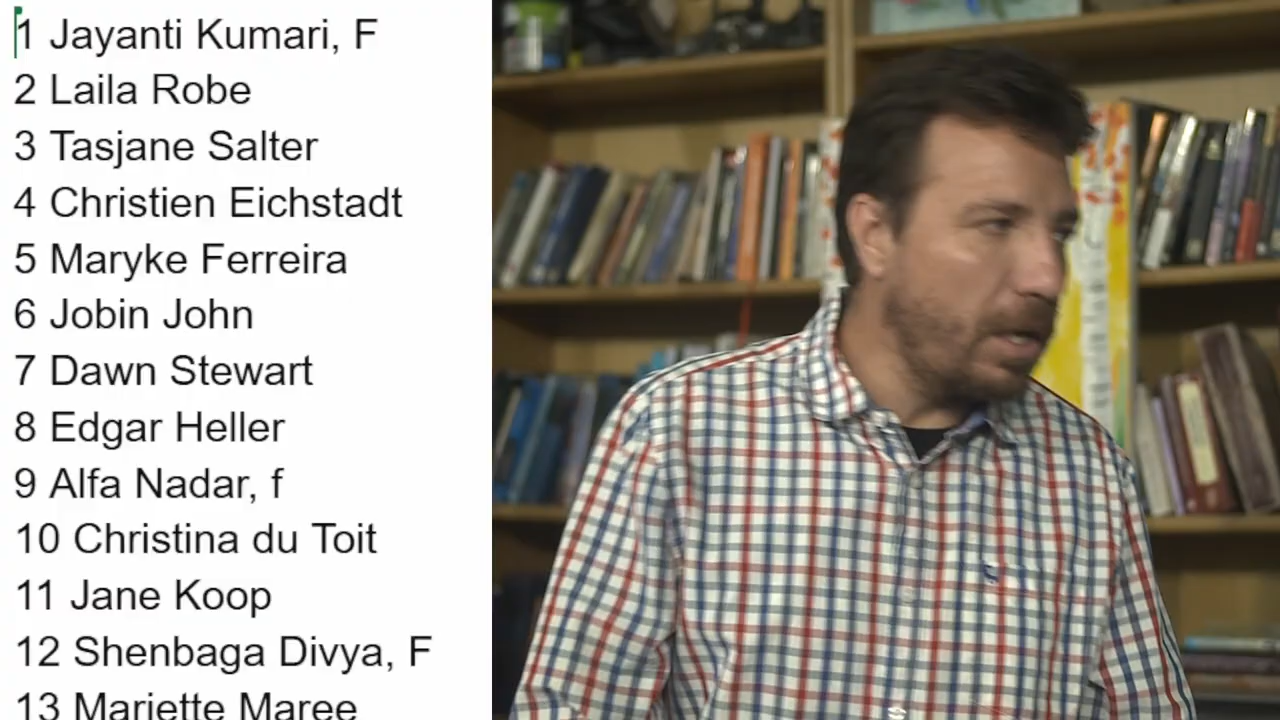 1 Jayanti Kumari, F
2 Laila Robe
3 Tasjane Salter
4 Christien Eichstadt
5 Maryke Ferreira
6 Jobin John
7 Dawn Stewart
8 Edgar Heller
9 Alfa Nadar, f
10 Christina du Toit
11 Jane Koop
12 Shenbaga Divya, F
13 Mariette Maree